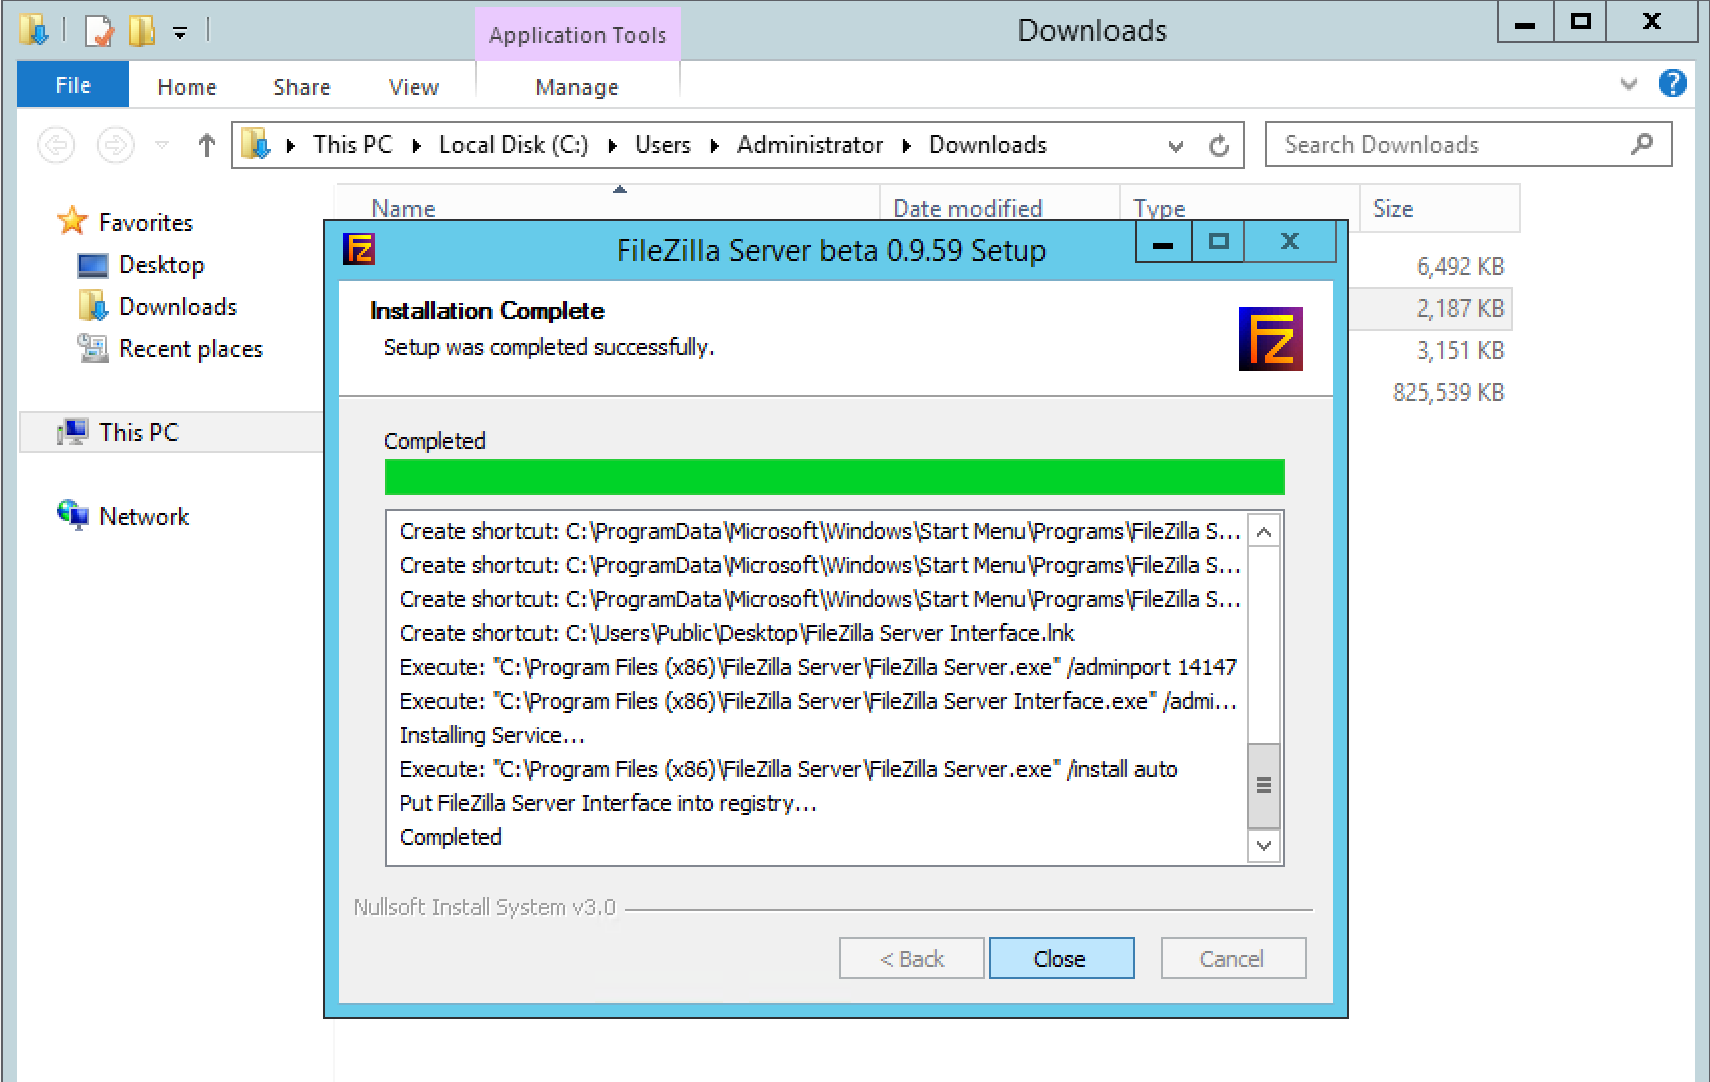 Application Tools
Downloads
File
Home
Share
View
Manage
This PC
Local Disk (C:)
Users
Administrator
Downloads
Search Downloads
Favorites
Desktop
Downloads
Recent places
This PC
Network
Name
Date modified
Type
Size
6,492 KB
2,187 KB
3,151 KB
825,539 KB
FileZilla Server beta 0.9.59 Setup
Installation Complete
Setup was completed successfully.
Completed
Create shortcut: C:\ProgramData\Microsoft\Windows\Start Menu\Programs\FileZilla S...
Create shortcut: C:\ProgramData\Microsoft\Windows\Start Menu\Programs\FileZilla S...
Create shortcut: C:\ProgramData\Microsoft\Windows\Start Menu\Programs\FileZilla S...
Create shortcut: C:\Users\Public\Desktop\FileZilla Server Interface.lnk
Execute: "C:\Program Files (x86)\FileZilla Server\FileZilla Server.exe" /adminport 14147
Execute: "C:\Program Files (x86)\FileZilla Server\FileZilla Server Interface.exe" /admi...
Installing Service...
Execute: "C:\Program Files (x86)\FileZilla Server\FileZilla Server.exe" /install auto
Put FileZilla Server Interface into registry...
Completed
Nullsoft Install System v3.0
< Back
Close
Cancel